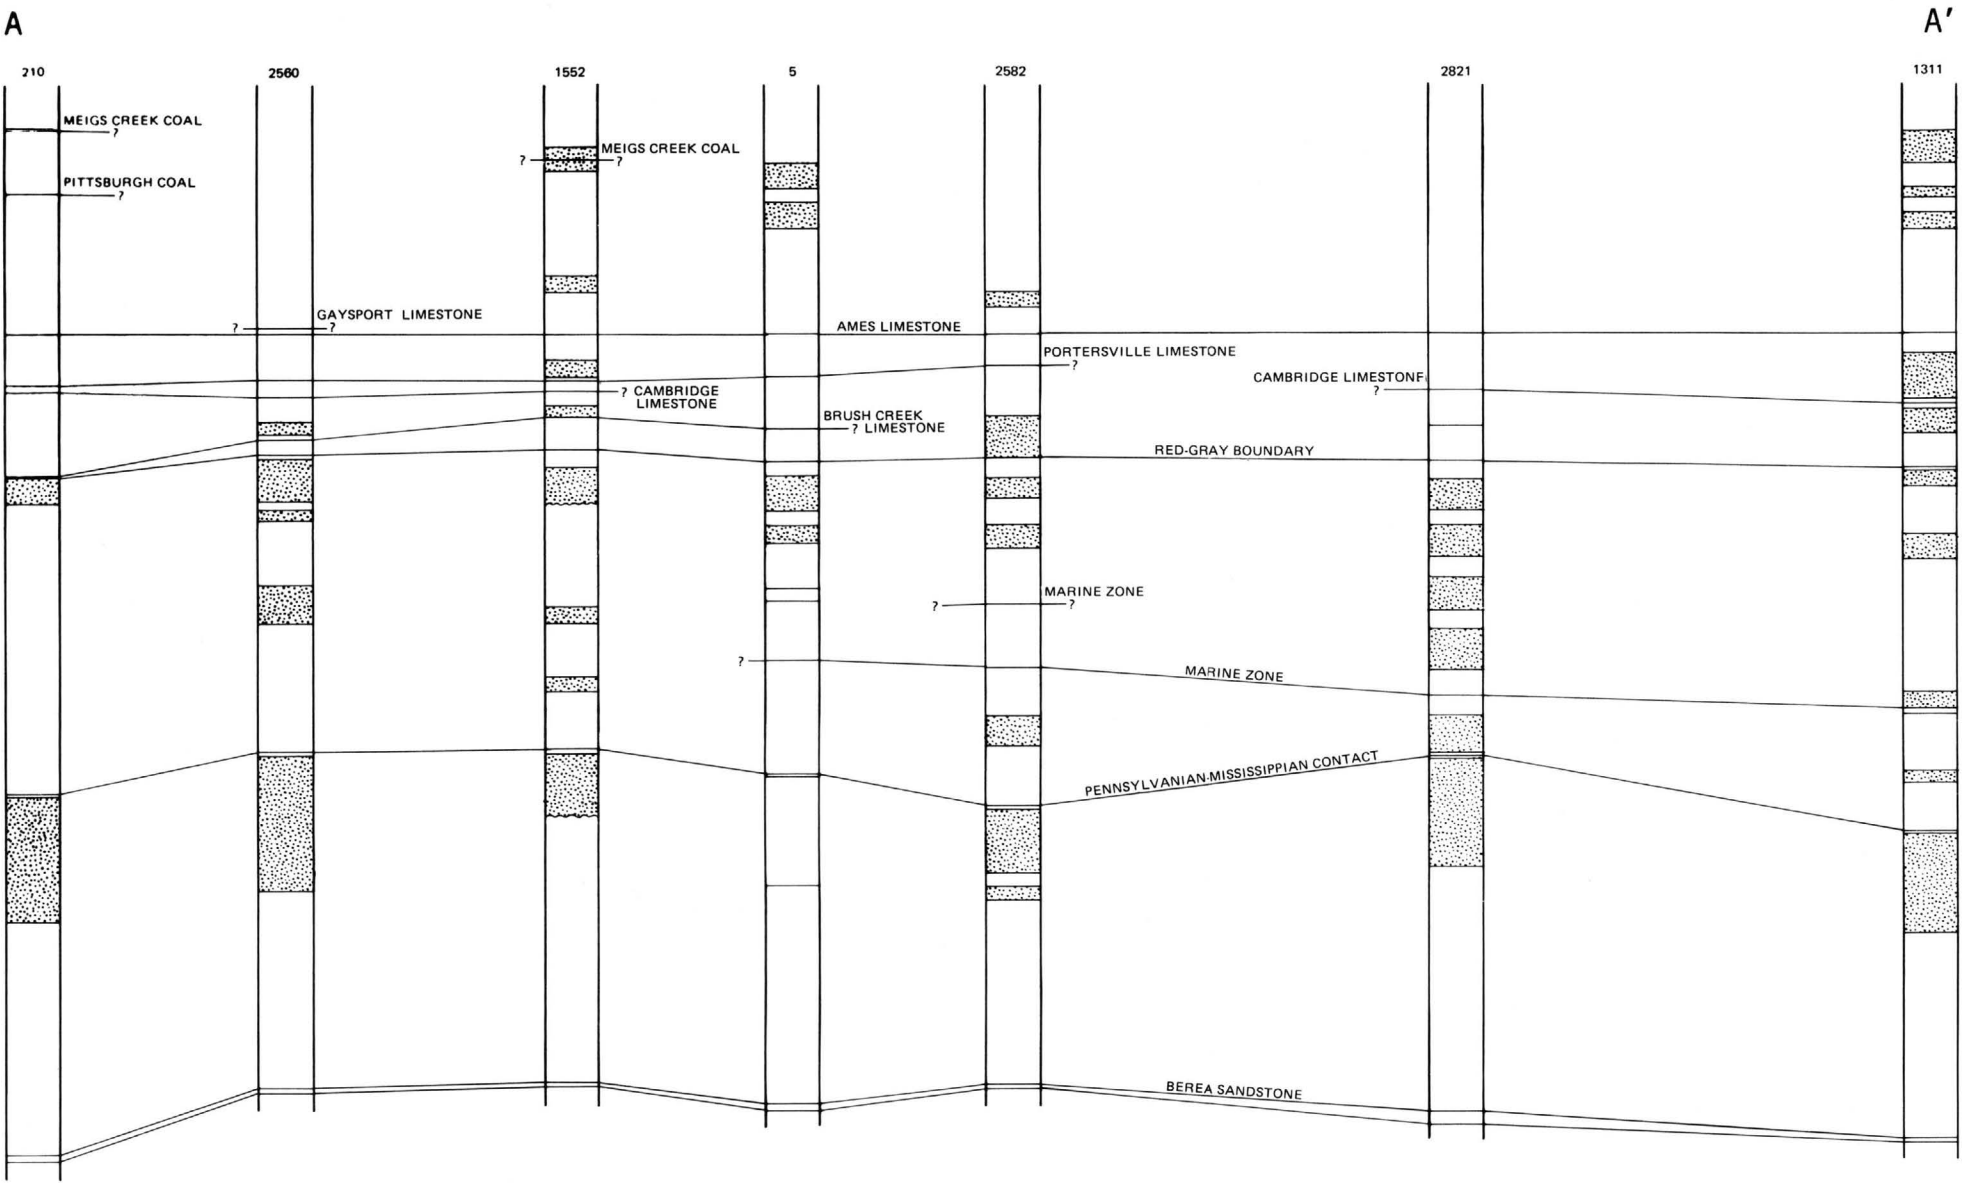 A
A′
210
2560
1552
5
2582
2821
1311
MEIGS CREEK COAL
?
PITTSBURGH COAL
?
? MEIGS CREEK COAL
?
GAYSPORT LIMESTONE
? ?
AMES LIMESTONE
PORTERSVILLE LIMESTONE
?
CAMBRIDGE LIMESTONE
?
? CAMBRIDGE
LIMESTONE
BRUSH CREEK
? LIMESTONE
RED-GRAY BOUNDARY
MARINE ZONE
? ?
?
MARINE ZONE
PENNSYLVANIAN-MISSISSIPPIAN CONTACT
BEREA SANDSTONE